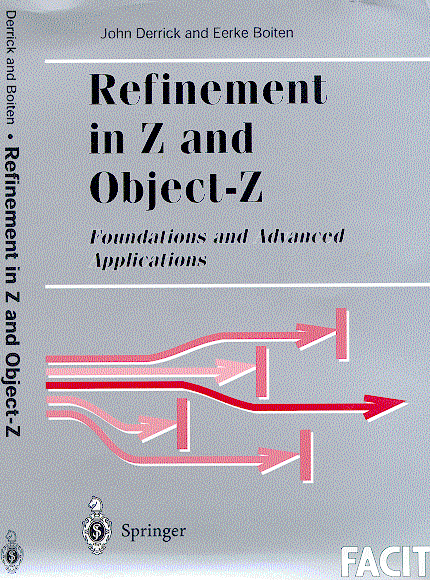 John Derrick and Eerke Boiten
Refinement
in Z and
Object-Z
Foundations and Advanced
Applications
Springer
FACIT
Derrick and Boiten • Refinement in Z and Object-Z